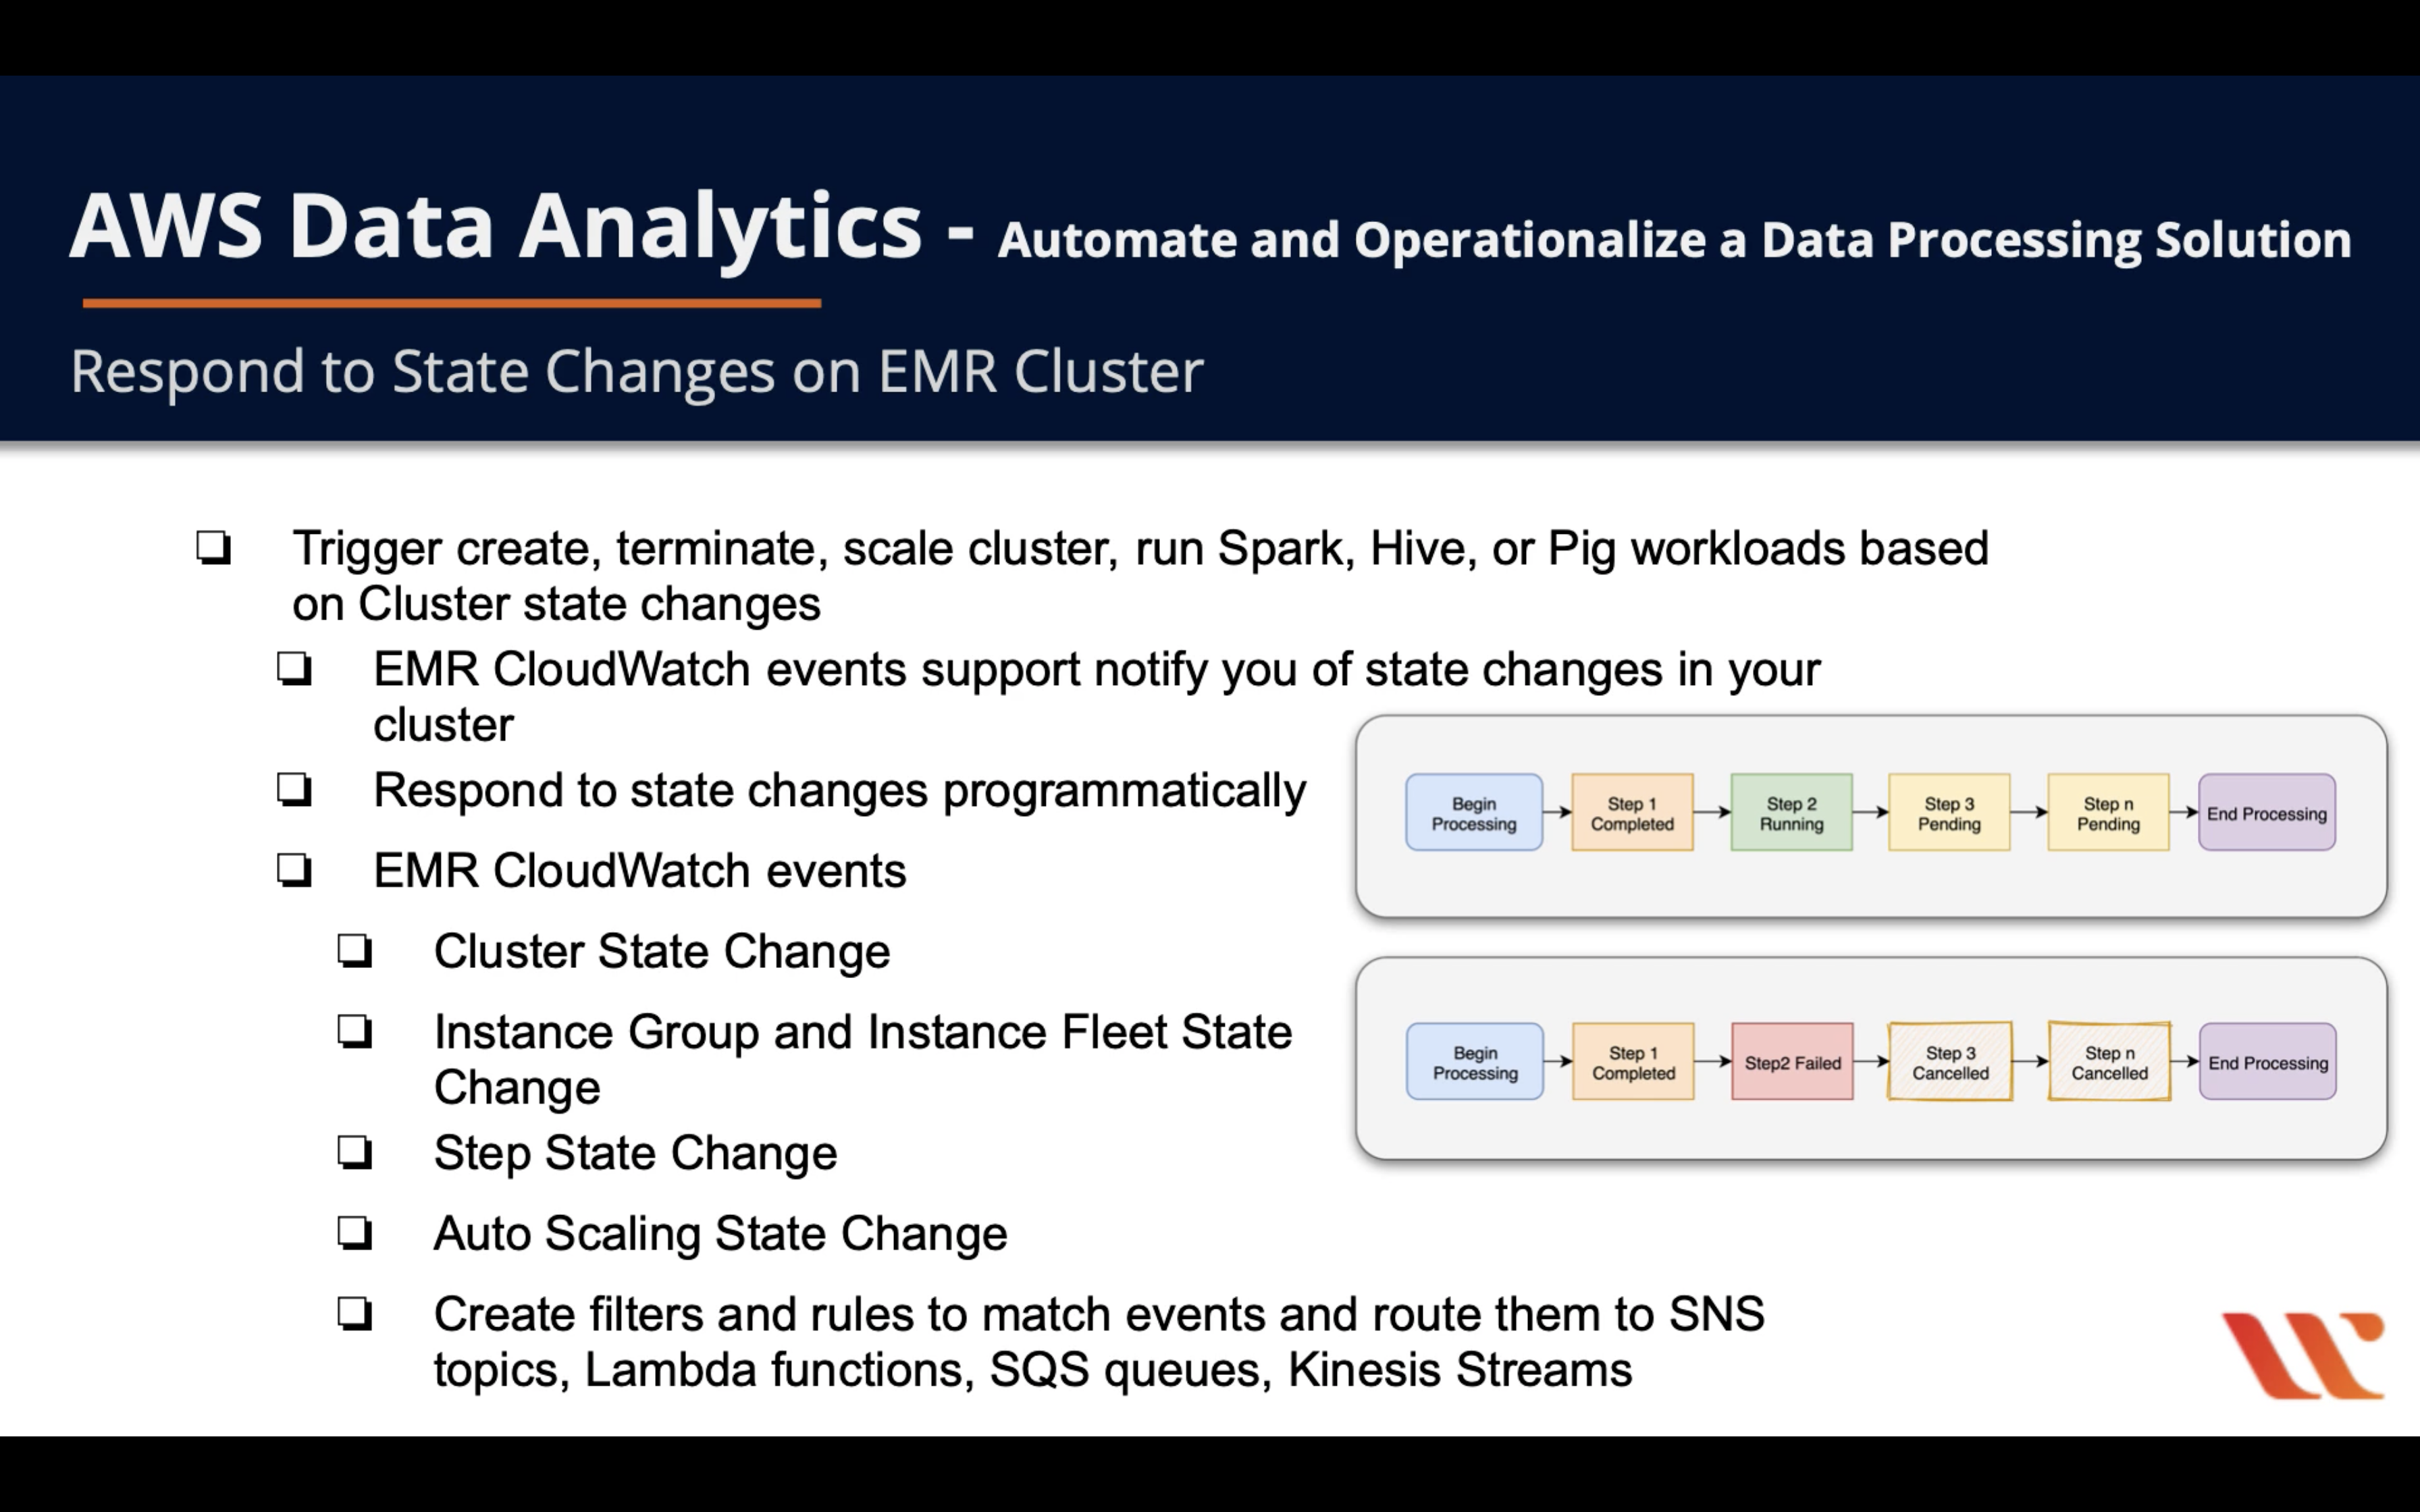 AWS Data Analytics - Automate and Operationalize a Data Processing Solution
Respond to State Changes on EMR Cluster
❏ Trigger create, terminate, scale cluster, run Spark, Hive, or Pig workloads based
on Cluster state changes
❏ EMR CloudWatch events support notify you of state changes in your
cluster
❏ Respond to state changes programmatically
❏ EMR CloudWatch events
❏ Cluster State Change
❏ Instance Group and Instance Fleet State
Change
❏ Step State Change
❏ Auto Scaling State Change
❏ Create filters and rules to match events and route them to SNS
topics, Lambda functions, SQS queues, Kinesis Streams
Begin
Processing
Step 1
Completed
Step 2
Running
Step 3
Pending
Step n
Pending
End Processing
Begin
Processing
Step 1
Completed
Step2 Failed
Step 3
Cancelled
Step n
Cancelled
End Processing